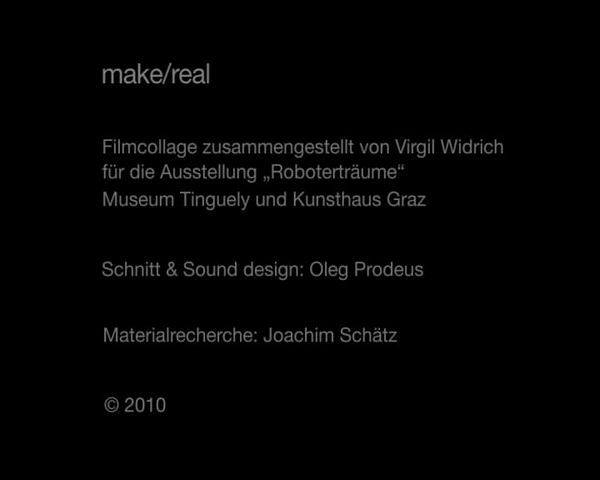 make/real
Filmcollage zusammengestellt von Virgil Widrich
für die Ausstellung „Roboterträume“
Museum Tinguely und Kunsthaus Graz
Schnitt & Sound design: Oleg Prodeus
Materialrecherche: Joachim Schätz
© 2010